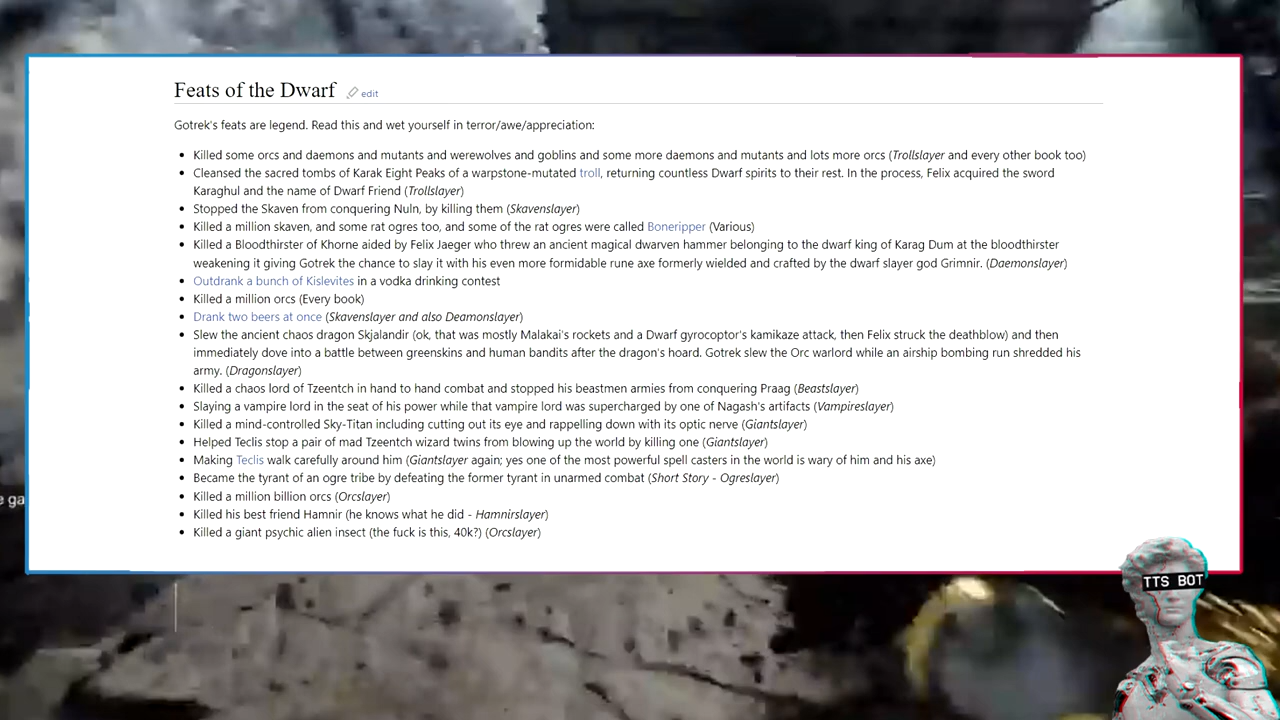 Feats of the Dwarf edit
Gotrek's feats are legend. Read this and wet yourself in terror/awe/appreciation:
• Killed some orcs and daemons and mutants and werewolves and goblins and some more daemons and mutants and lots more orcs (Trollslayer and every other book too)
• Cleansed the sacred tombs of Karak Eight Peaks of a warpstone-mutated troll, returning countless Dwarf spirits to their rest. In the process, Felix acquired the sword
Karaghul and the name of Dwarf Friend (Trollslayer)
• Stopped the Skaven from conquering Nuln, by killing them (Skavenslayer)
• Killed a million skaven, and some rat ogres too, and some of the rat ogres were called Boneripper (Various)
• Killed a Bloodthirster of Khorne aided by Felix Jaeger who threw an ancient magical dwarven hammer belonging to the dwarf king of Karag Dum at the bloodthirster
weakening it giving Gotrek the chance to slay it with his even more formidable rune axe formerly wielded and crafted by the dwarf slayer god Grimnir. (Daemonslayer)
• Outdrank a bunch of Kislevites in a vodka drinking contest
• Killed a million orcs (Every book)
• Drank two beers at once (Skavenslayer and also Deamonslayer)
• Slew the ancient chaos dragon Skjalandir (ok, that was mostly Malakai's rockets and a Dwarf gyrocoptor's kamikaze attack, then Felix struck the deathblow) and then
immediately dove into a battle between greenskins and human bandits after the dragon's hoard. Gotrek slew the Orc warlord while an airship bombing run shredded his
army. (Dragonslayer)
• Killed a chaos lord of Tzeentch in hand to hand combat and stopped his beastmen armies from conquering Praag (Beastslayer)
• Slaying a vampire lord in the seat of his power while that vampire lord was supercharged by one of Nagash's artifacts (Vampireslayer)
• Killed a mind-controlled Sky-Titan including cutting out its eye and rappelling down with its optic nerve (Giantslayer)
• Helped Teclis stop a pair of mad Tzeentch wizard twins from blowing up the world by killing one (Giantslayer)
• Making Teclis walk carefully around him (Giantslayer again; yes one of the most powerful spell casters in the world is wary of him and his axe)
• Became the tyrant of an ogre tribe by defeating the former tyrant in unarmed combat (Short Story - Ogreslayer)
• Killed a million billion orcs (Orcslayer)
e ga
• Killed his best friend Hamnir (he knows what he did - Hamnirslayer)
• Killed a giant psychic alien insect (the fuck is this, 40k?) (Orcslayer)
TTS BOT